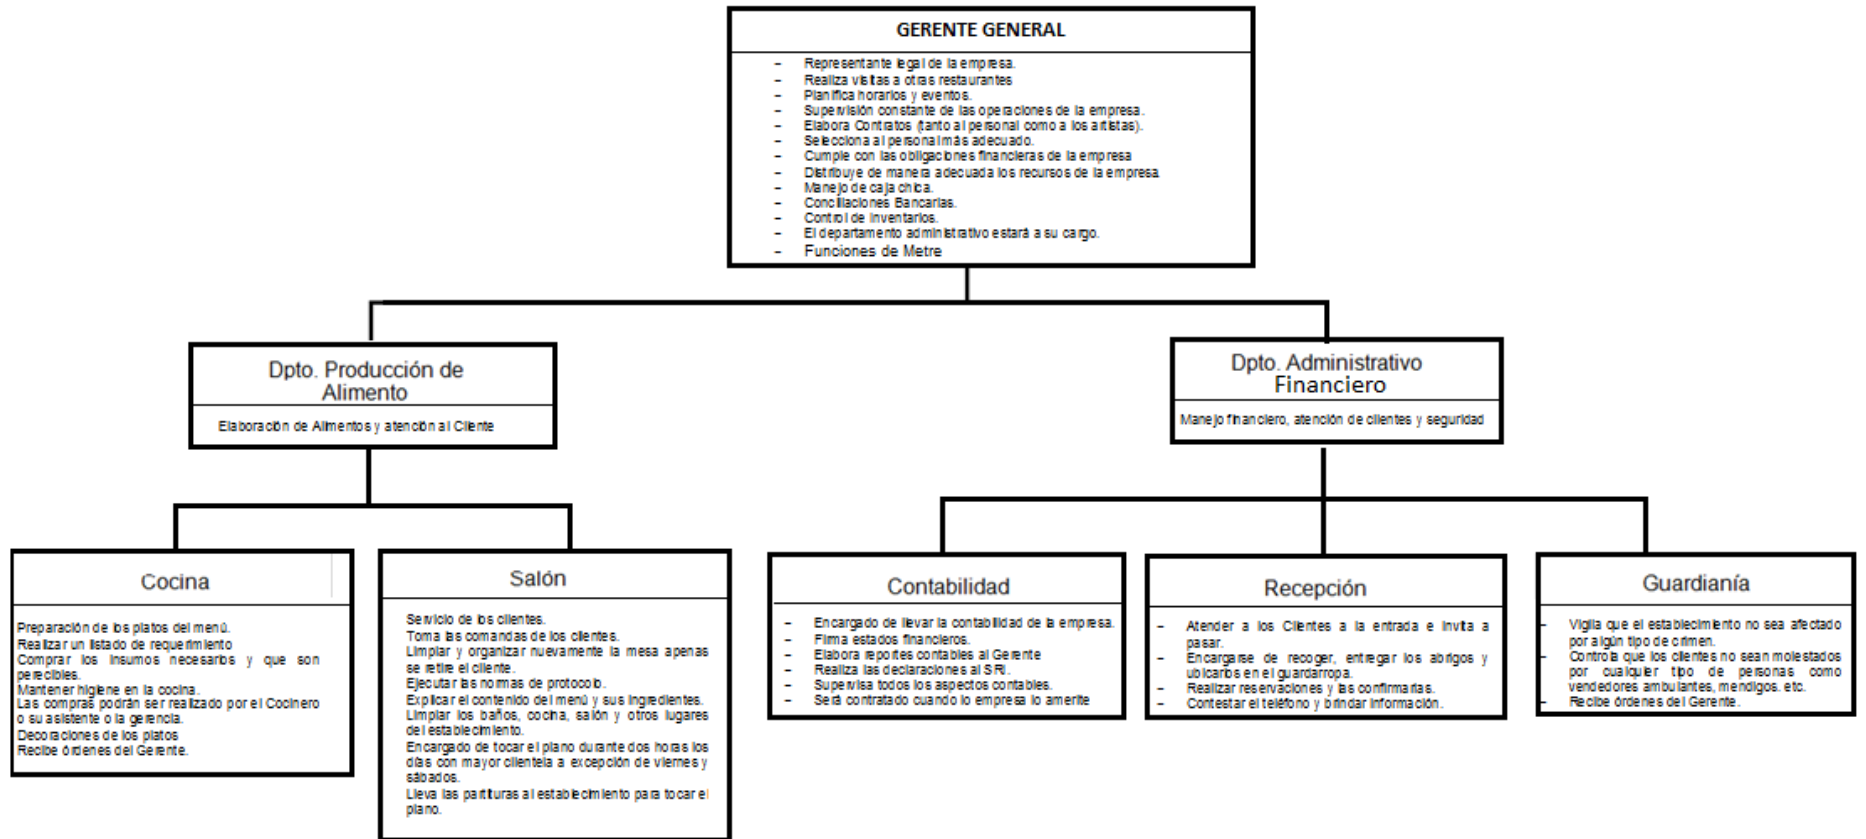 GERENTE GENERAL
- Representante legal de la empresa.
- Realiza visitas a otras restaurantes
- Planifica horarios y eventos.
- Supervisión constante de las operaciones de la empresa.
- Elabora Contratos (tanto al personal como a los artistas).
- Selecciona al personal más adecuado.
- Cumple con las obligaciones financieras de la empresa
- Distribuye de manera adecuada los recursos de la empresa
- Manejo de caja chica.
- Conciliaciones Bancarias.
- Control de Inventarios.
- El departamento administrativo estará a su cargo.
- Funciones de Metre
Dpto. Producción de
Alimento
Elaboración de Alimentos y atención al Cliente
Dpto. Administrativo
Financiero
Manejo financiero, atención de clientes y seguridad
Cocina
Preparación de los platos del menú.
Realizar un listado de requerimiento
Comprar los insumos necesarios y que son
perecibles.
Mantener higiene en la cocina.
Las compras podrán ser realizado por el Cocinero
o su asistente o la gerencia.
Decoraciones de los platos
Recibe órdenes del Gerente.
Salón
Servicio de los clientes.
Toma las comandas de los clientes.
Limpiar y organizar nuevamente la mesa apenas
se retire el cliente.
Ejecutar las normas de protocolo.
Explicar el contenido del menú y sus ingredientes.
Limpiar los baños, cocina, salón y otros lugares
del establecimiento.
Encargado de tocar el piano durante dos horas los
días con mayor clientela a excepción de viernes y
sábados.
Lleva las partituras al establecimiento para tocar el
piano.
Contabilidad
- Encargado de llevar la contabilidad de la empresa.
- Firma estados financieros.
- Elabora reportes contables al Gerente
- Realiza las declaraciones al SRI.
- Supervisa todos los aspectos contables.
- Será contratado cuando lo empresa lo amerite
Recepción
- Atender a los Clientes a la entrada e invita a
pasar.
- Encargarse de recoger, entregar los abrigos y
ubicarlos en el guardarropa.
- Realizar reservaciones y las confirmarlas.
- Contestar el teléfono y brindar información.
Guardianía
- Vigila que el establecimiento no sea afectado
por algún tipo de crimen.
- Controla que los clientes no sean molestados
por cualquier tipo de personas como
vendedores ambulantes, mendigos. etc.
- Recibe órdenes del Gerente.